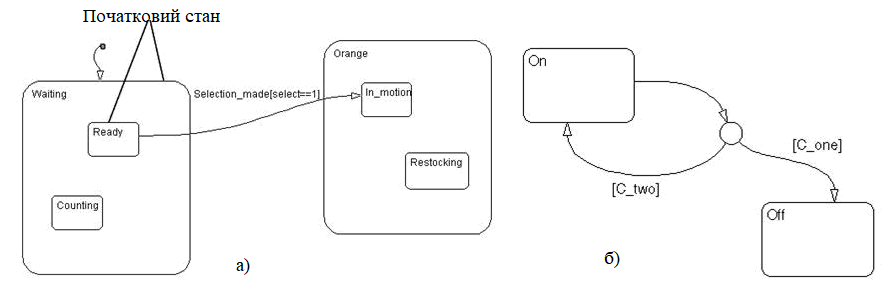 Початковий стан
Waiting
Ready
Counting
Selection_made[select==1]
Orange
In_motion
Restocking
а)
On
[C_one]
[C_two]
Off
б)